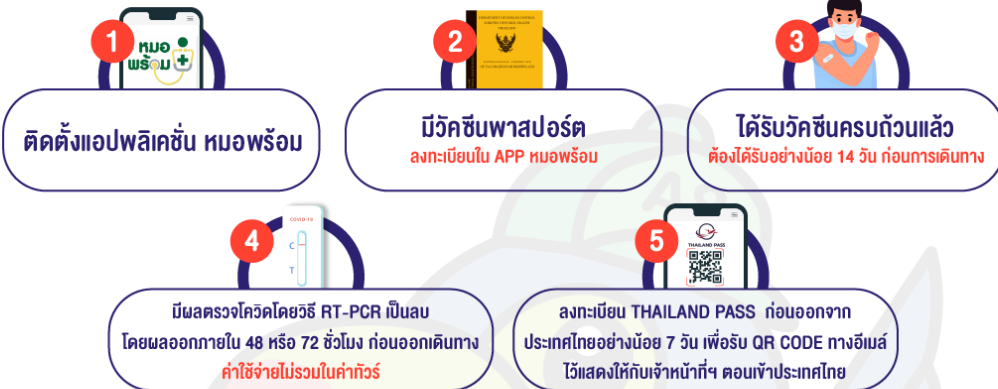 1
หมอ
พร้อม
ติดตั้งแอปพลิเคชั่น หมอพร้อม
2
มีวัคซีนพาสปอร์ต
ลงทะเบียนใน APP หมอพร้อม
3
ได้รับวัคซีนครบถ้วนแล้ว
ต้องได้รับอย่างน้อย 14 วัน ก่อนการเดินทาง
4
COVID-19
C
T
มีผลตรวจโควิดโดยวิธี RT-PCR เป็นลบ
โดยผลออกภายใน 48 หรือ 72 ชั่วโมง ก่อนออกเดินทาง
ค่าใช้จ่ายไม่รวมในค่าทัวร์
5
THAILAND PASS
ลงทะเบียน THAILAND PASS ก่อนออกจาก
ประเทศไทยอย่างน้อย 7 วัน เพื่อรับ QR CODE ทางอีเมล์
ไว้แสดงให้กับเจ้าหน้าที่ฯ ตอนเข้าประเทศไทย